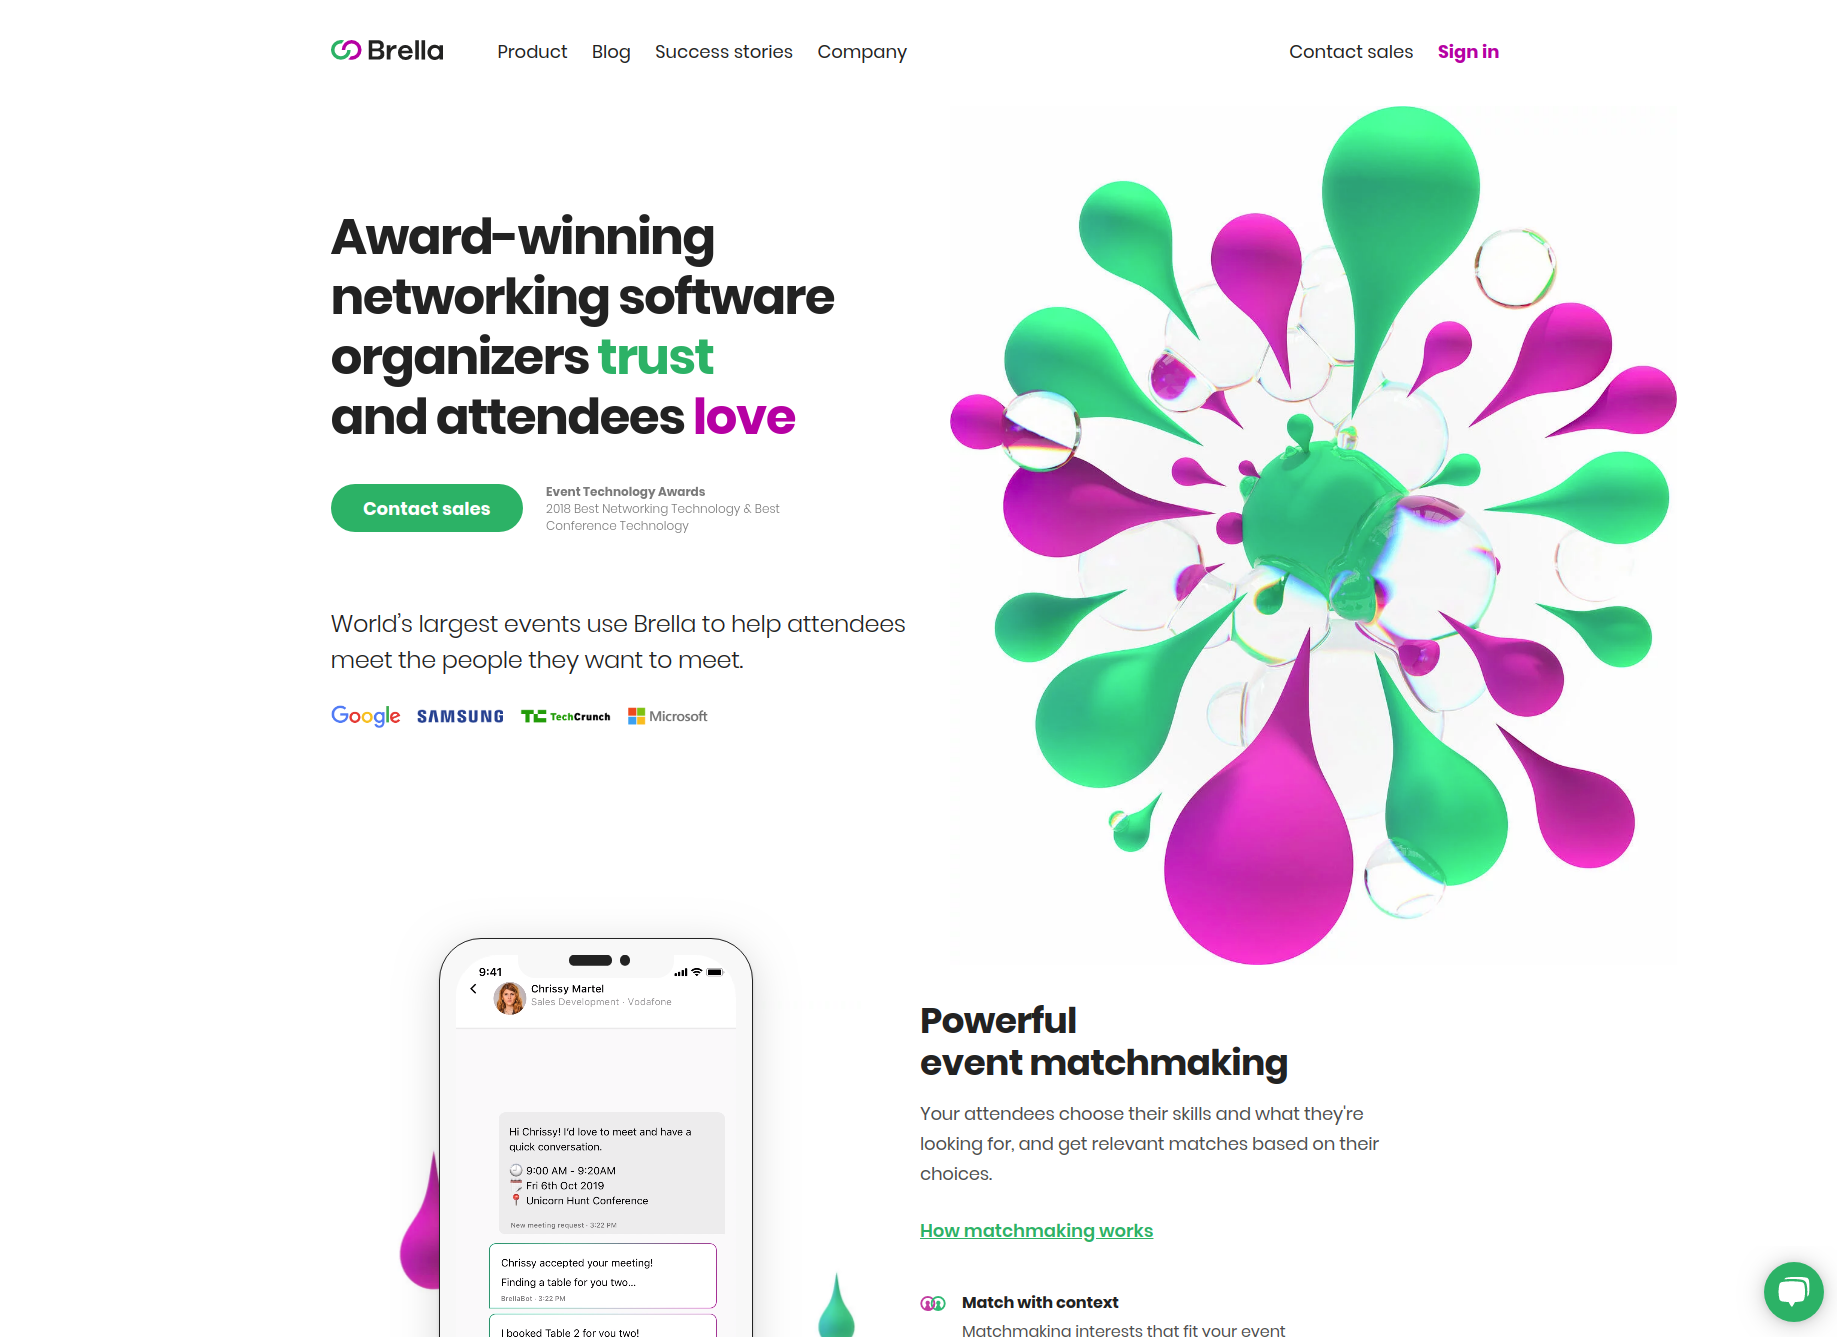 Brella
Product Blog Success stories Company
Contact sales Sign in
Award-winning
networking software
organizers trust
and attendees love
Contact sales
Event Technology Awards
2018 Best Networking Technology & Best
Conference Technology
World's largest events use Brella to help attendees
meet the people they want to meet.
Google SAMSUNG TC TechCrunch Microsoft
9:41
Chrissy Martel
Sales Development · Vodafone
Hi Chrissy! I'd love to meet and have a
quick conversation.
9:00 AM - 9:20AM
Fri 6th Oct 2019
Unicorn Hunt Conference
New meeting request · 3:22 PM
Chrissy accepted your meeting!
Finding a table for you two...
BrellaBot · 3:22 PM
I booked Table 2 for you two!
Powerful
event matchmaking
Your attendees choose their skills and what they're
looking for, and get relevant matches based on their
choices.
How matchmaking works
Match with context
Matchmaking interests that fit your event